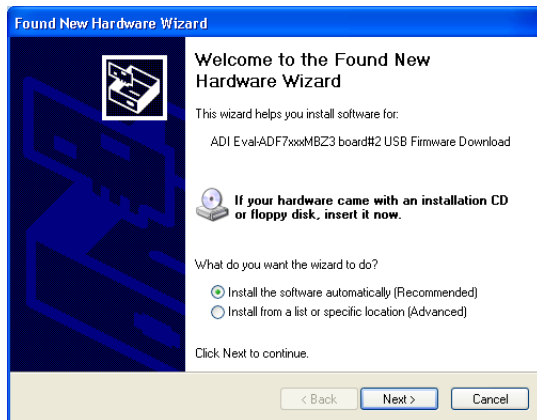 Found New Hardware Wizard
Welcome to the Found New
Hardware Wizard
This wizard helps you install software for:
ADI Eval-ADF7xxxMBZ3 board#2 USB Firmware Download
If your hardware came with an installation CD
or floppy disk, insert it now.
What do you want the wizard to do?
Install the software automatically (Recommended)
Install from a list or specific location (Advanced)
Click Next to continue.
< Back Next > Cancel